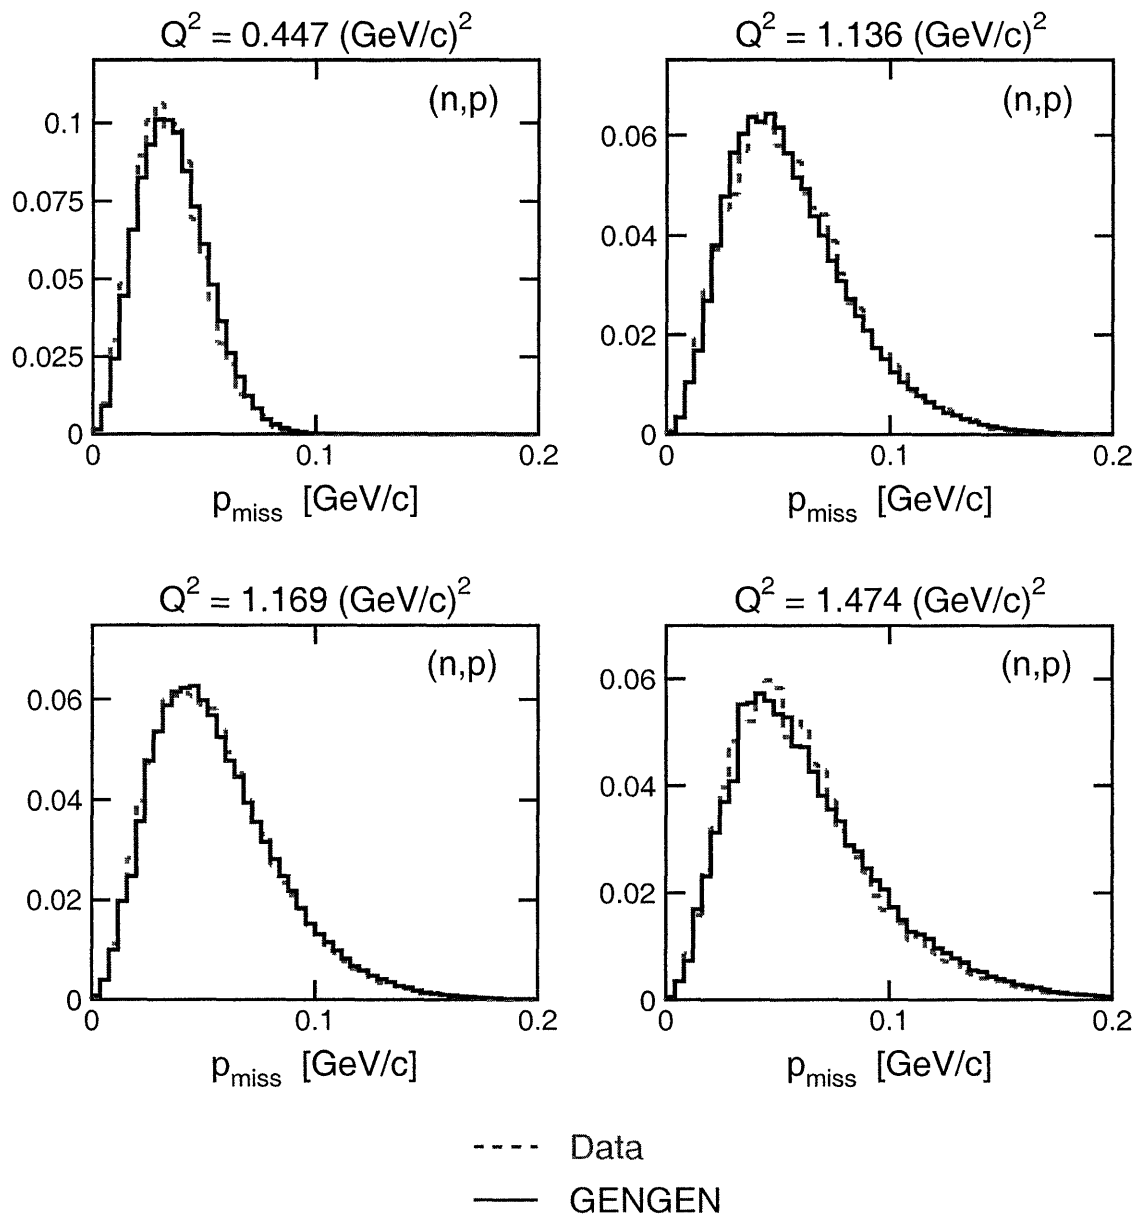 Q² = 0.447 (GeV/c)²
(n,p)
0.1
0.075
0.05
0.025
0
0 0.1 0.2
p_miss [GeV/c]
Q² = 1.136 (GeV/c)²
(n,p)
0.06
0.04
0.02
0
0 0.1 0.2
p_miss [GeV/c]
Q² = 1.169 (GeV/c)²
(n,p)
0.06
0.04
0.02
0
0 0.1 0.2
p_miss [GeV/c]
Q² = 1.474 (GeV/c)²
(n,p)
0.06
0.04
0.02
0
0 0.1 0.2
p_miss [GeV/c]
Data
GENGEN